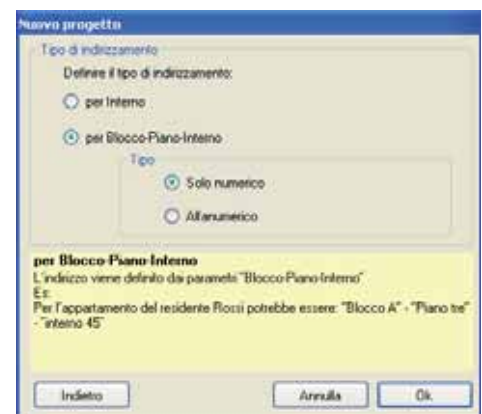 Nuovo progetto
Tipo di indirizzamento
Definire il tipo di indirizzamento:
per Interno
per Blocco-Piano-Interno
Tipo
Solo numerico
Alfanumerico
per Blocco-Piano-Interno
L'indirizzo viene definito dai parametri "Blocco-Piano-Interno"
Es:
Per l'appartamento del residente Rossi potrebbe essere: "Blocco A" - "Piano tre"
- "interno 45"
Indietro
Annulla
Ok